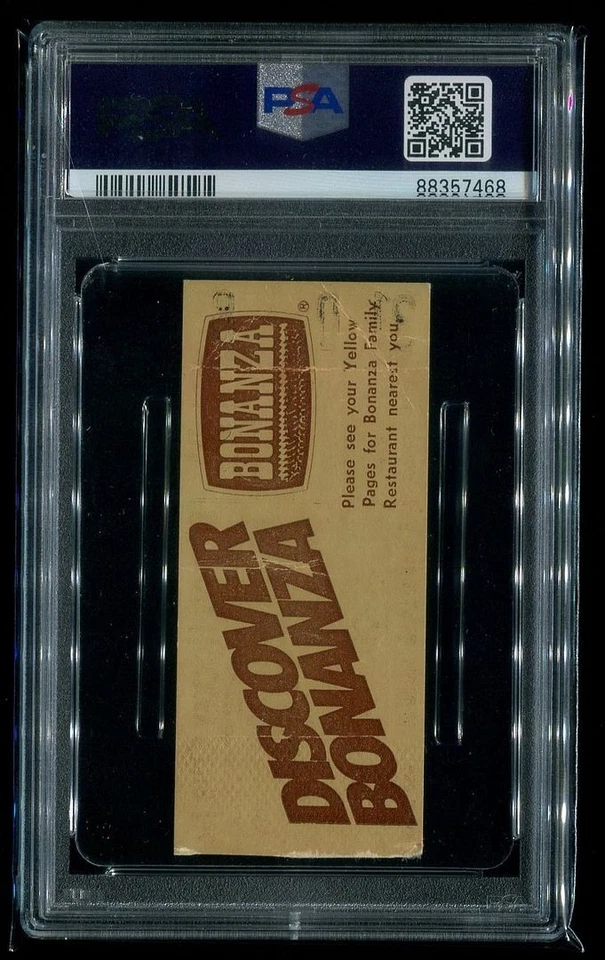 PSA
88357468
BONANZA
®
Please see your Yellow
Pages for Bonanza Family
Restaurant nearest you.
DISCOVER
BONANZA